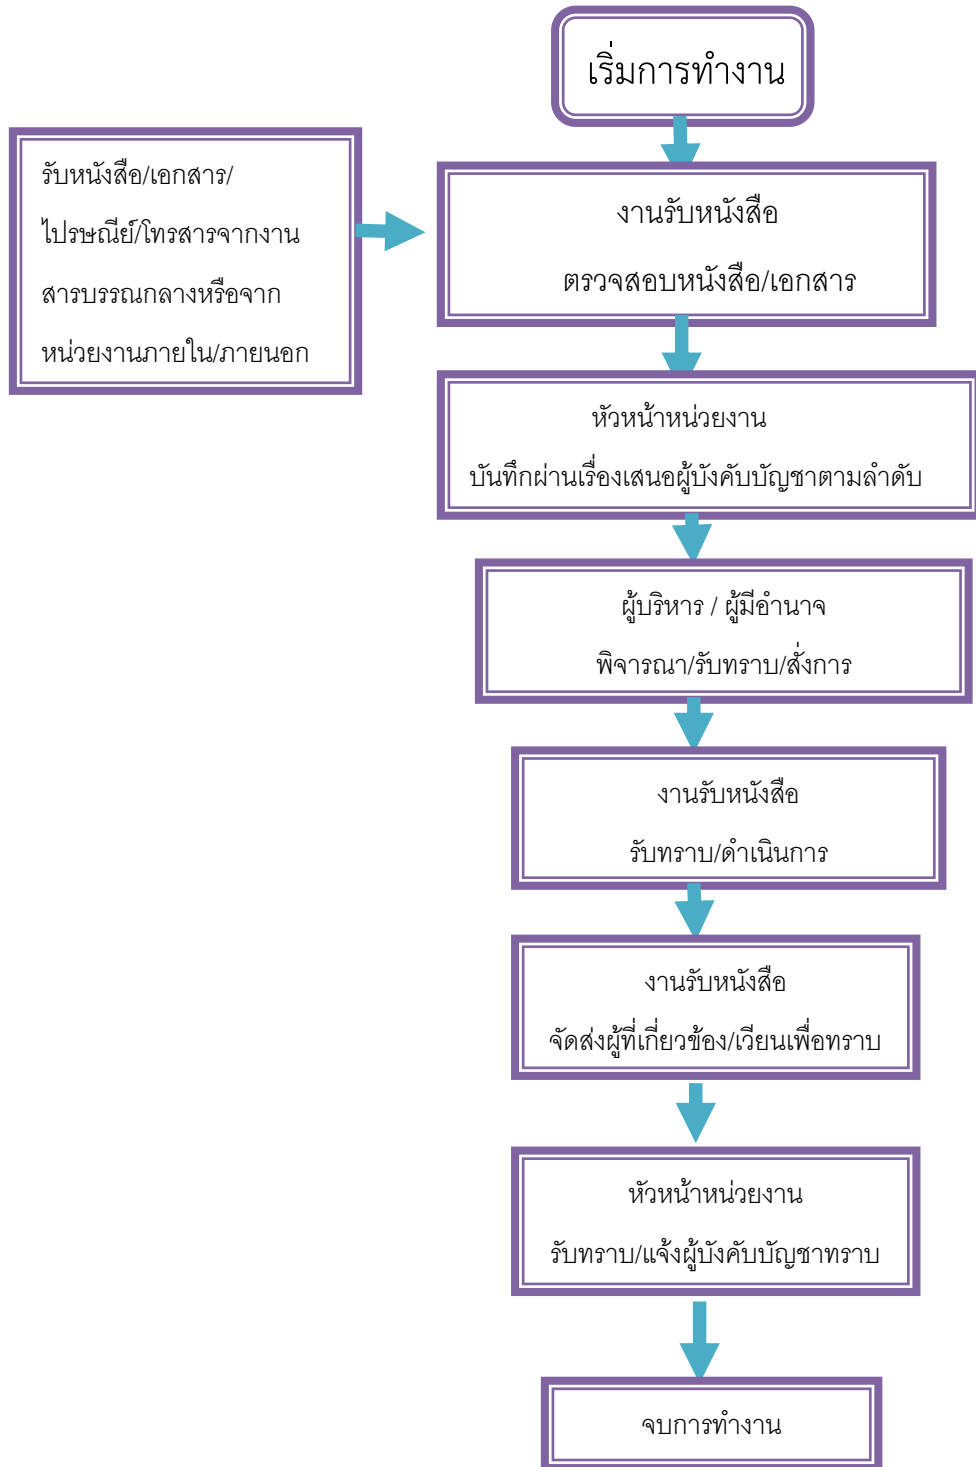 เริ่มการทำงาน
รับหนังสือ/เอกสาร/
ไปรษณีย์/โทรสารจากงาน
สารบรรณกลางหรือจาก
หน่วยงานภายใน/ภายนอก
งานรับหนังสือ
ตรวจสอบหนังสือ/เอกสาร
หัวหน้าหน่วยงาน
บันทึกผ่านเรื่องเสนอผู้บังคับบัญชาตามลำดับ
ผู้บริหาร / ผู้มีอำนาจ
พิจารณา/รับทราบ/สั่งการ
งานรับหนังสือ
รับทราบ/ดำเนินการ
งานรับหนังสือ
จัดส่งผู้ที่เกี่ยวข้อง/เวียนเพื่อทราบ
หัวหน้าหน่วยงาน
รับทราบ/แจ้งผู้บังคับบัญชาทราบ
จบการทำงาน